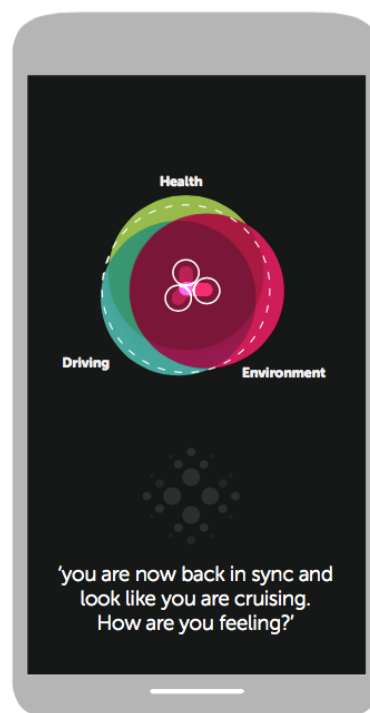 Health
Driving
Environment
‘you are now back in sync and
look like you are cruising.
How are you feeling?’